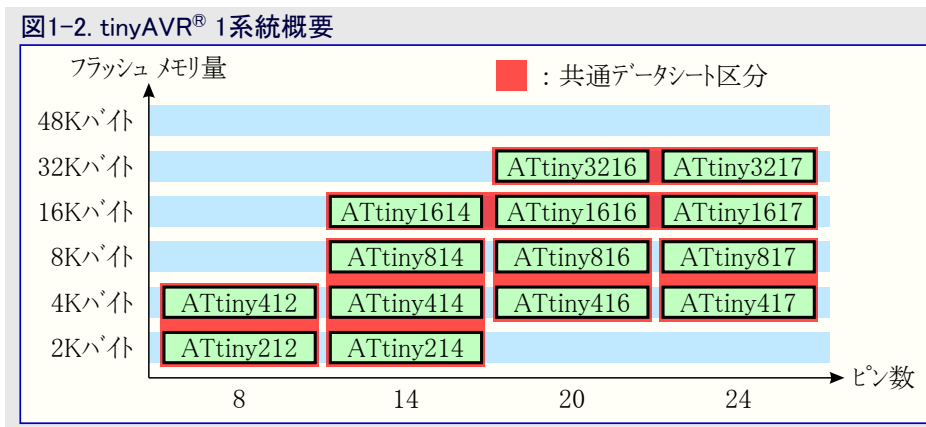 図1-2. tinyAVR® 1系統概要
フラッシュ メモリ量
：共通データシート区分
48Kバイト
32Kバイト
ATtiny3216 ATtiny3217
16Kバイト
ATtiny1614 ATtiny1616 ATtiny1617
8Kバイト
ATtiny814 ATtiny816 ATtiny817
4Kバイト
ATtiny412 ATtiny414 ATtiny416 ATtiny417
2Kバイト
ATtiny212 ATtiny214
ピン数
8 14 20 24